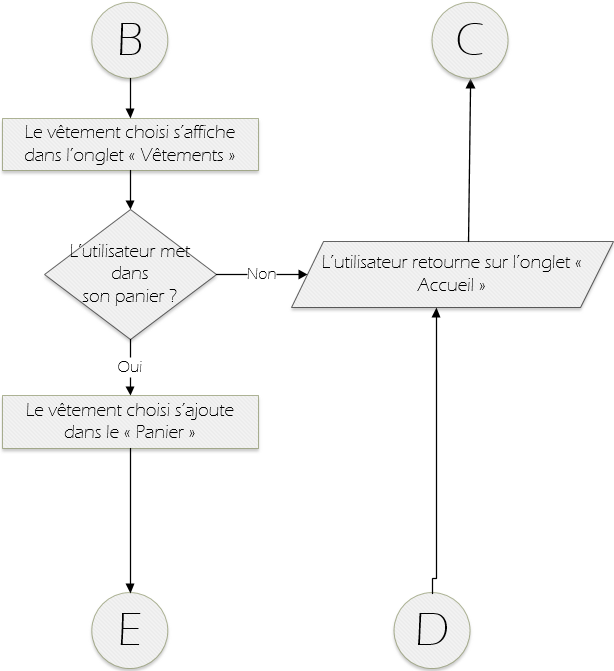 B
C
Le vêtement choisi s'affiche
dans l'onglet « Vêtements »
L'utilisateur met
dans
son panier ?
Non
L'utilisateur retourne sur l'onglet «
Accueil »
Oui
Le vêtement choisi s'ajoute
dans le « Panier »
E
D